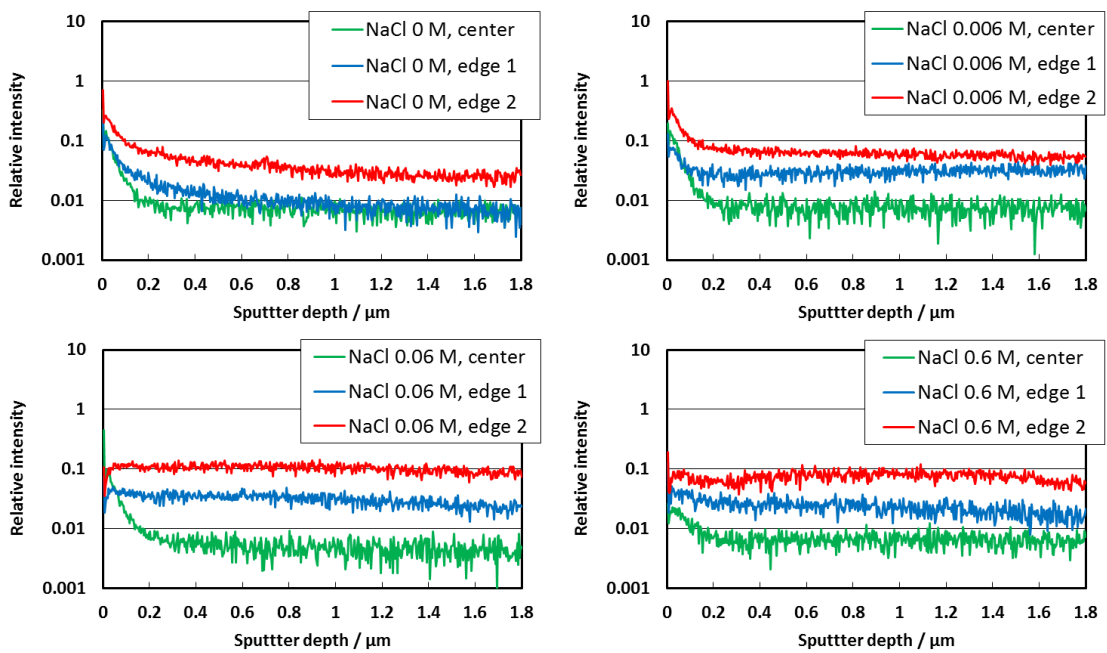 10
1
0.1
0.01
0.001
Relative intensity
NaCl 0 M, center
NaCl 0 M, edge 1
NaCl 0 M, edge 2
0 0.2 0.4 0.6 0.8 1 1.2 1.4 1.6 1.8
Sputtter depth / μm
10
1
0.1
0.01
0.001
Relative intensity
NaCl 0.006 M, center
NaCl 0.006 M, edge 1
NaCl 0.006 M, edge 2
0 0.2 0.4 0.6 0.8 1 1.2 1.4 1.6 1.8
Sputtter depth / μm
10
1
0.1
0.01
0.001
Relative intensity
NaCl 0.06 M, center
NaCl 0.06 M, edge 1
NaCl 0.06 M, edge 2
0 0.2 0.4 0.6 0.8 1 1.2 1.4 1.6 1.8
Sputtter depth / μm
10
1
0.1
0.01
0.001
Relative intensity
NaCl 0.6 M, center
NaCl 0.6 M, edge 1
NaCl 0.6 M, edge 2
0 0.2 0.4 0.6 0.8 1 1.2 1.4 1.6 1.8
Sputtter depth / μm